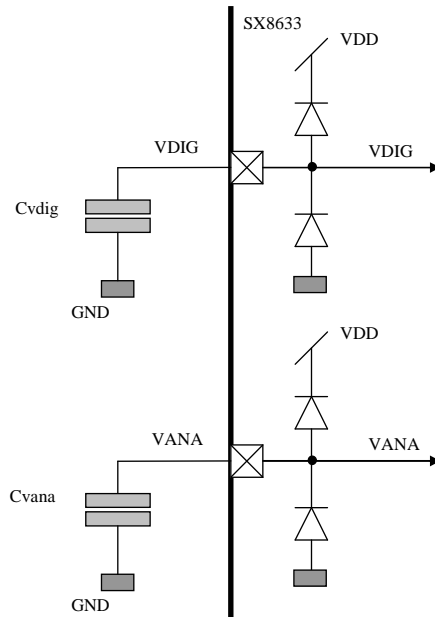 SX8633
VDD
VDIG
VDIG
Cvdig
GND
VDD
VANA
VANA
Cvana
GND